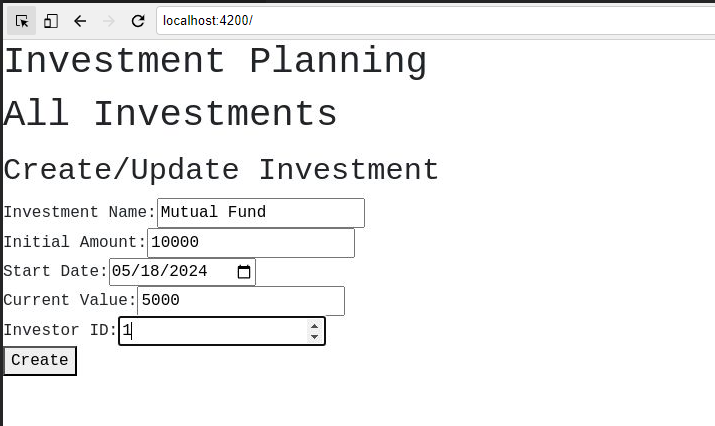 localhost:4200/
Investment Planning
All Investments
Create/Update Investment
Investment Name: Mutual Fund
Initial Amount: 10000
Start Date: 05/18/2024
Current Value: 5000
Investor ID: 1
Create